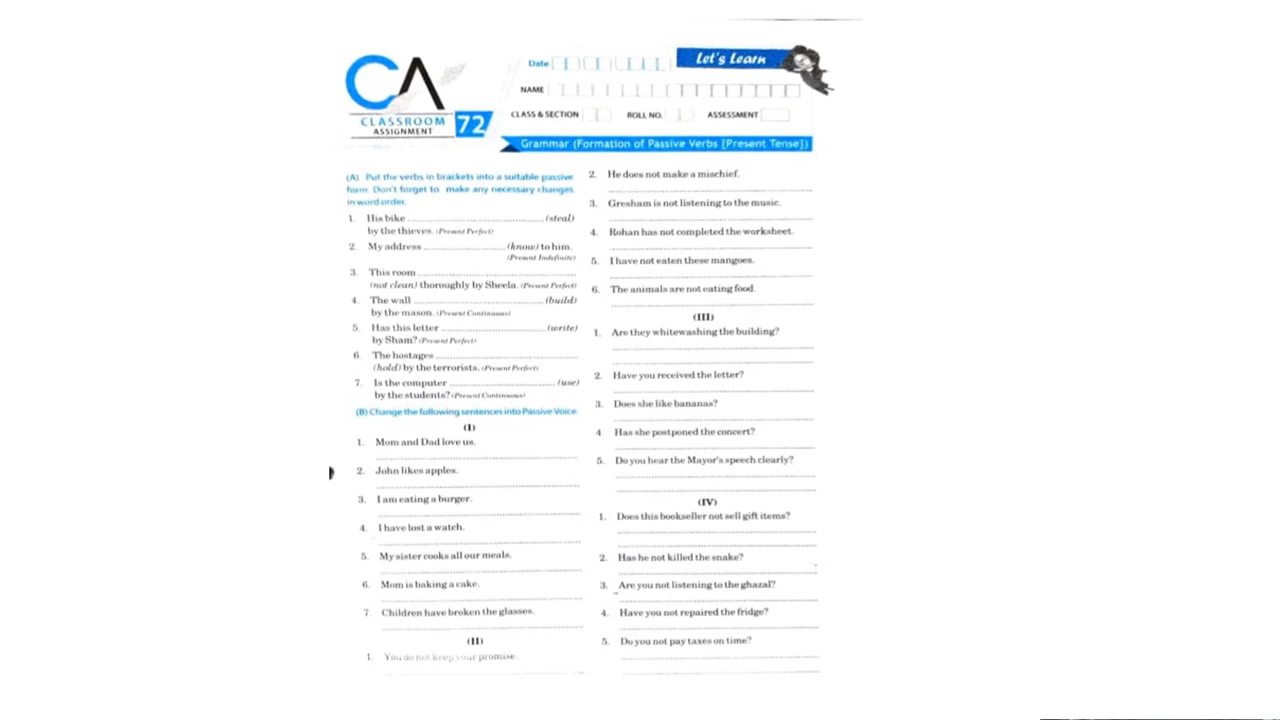 CA
CLASSROOM
ASSIGNMENT
72
Date
Let's Learn
NAME
CLASS & SECTION
ROLL NO.
ASSESSMENT
Grammar (Formation of Passive Verbs [Present Tense])
(A) Put the verbs in brackets into a suitable passive
form. Don't forget to make any necessary changes
in word order.
1. His bike ........................................ (steal)
by the thieves. (Present Perfect)
2. My address ........................ (know) to him.
(Present Indefinite)
3. This room ..............................................
(not clean) thoroughly by Sheela. (Present Perfect)
4. The wall ...................................... (build)
by the mason. (Present Continuous)
5. Has this letter ............................... (write)
by Sham? (Present Perfect)
6. The hostages ..........................................
(hold) by the terrorists. (Present Perfect)
7. Is the computer ............................... (use)
by the students? (Present Continuous)
(B) Change the following sentences into Passive Voice.
(I)
1. Mom and Dad love us.
2. John likes apples.
3. I am eating a burger.
4. I have lost a watch.
5. My sister cooks all our meals.
6. Mom is baking a cake.
7. Children have broken the glasses.
(II)
1. You do not keep your promise.
2. He does not make a mischief.
3. Gresham is not listening to the music.
4. Rohan has not completed the worksheet.
5. I have not eaten these mangoes.
6. The animals are not eating food.
(III)
1. Are they whitewashing the building?
2. Have you received the letter?
3. Does she like bananas?
4. Has she postponed the concert?
5. Do you hear the Mayor's speech clearly?
(IV)
1. Does this bookseller not sell gift items?
2. Has he not killed the snake?
3. Are you not listening to the ghazal?
4. Have you not repaired the fridge?
5. Do you not pay taxes on time?